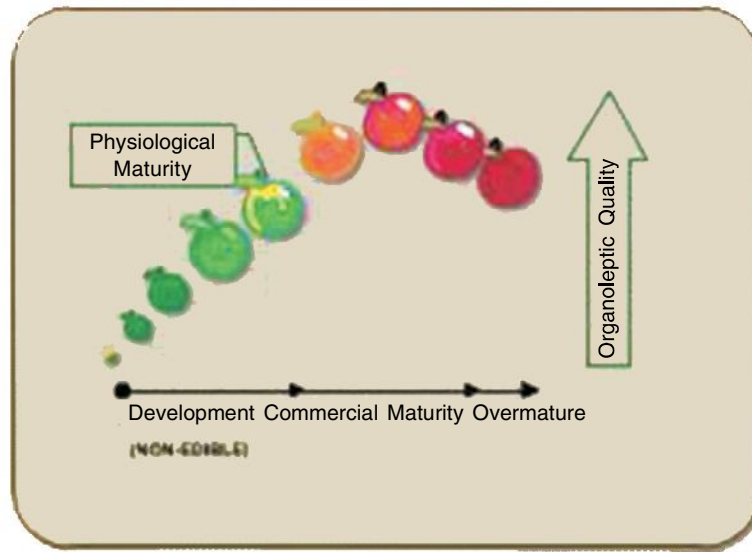 Physiological
Maturity
Organoleptic Quality
Development Commercial Maturity Overmature
(NON-EDIBLE)